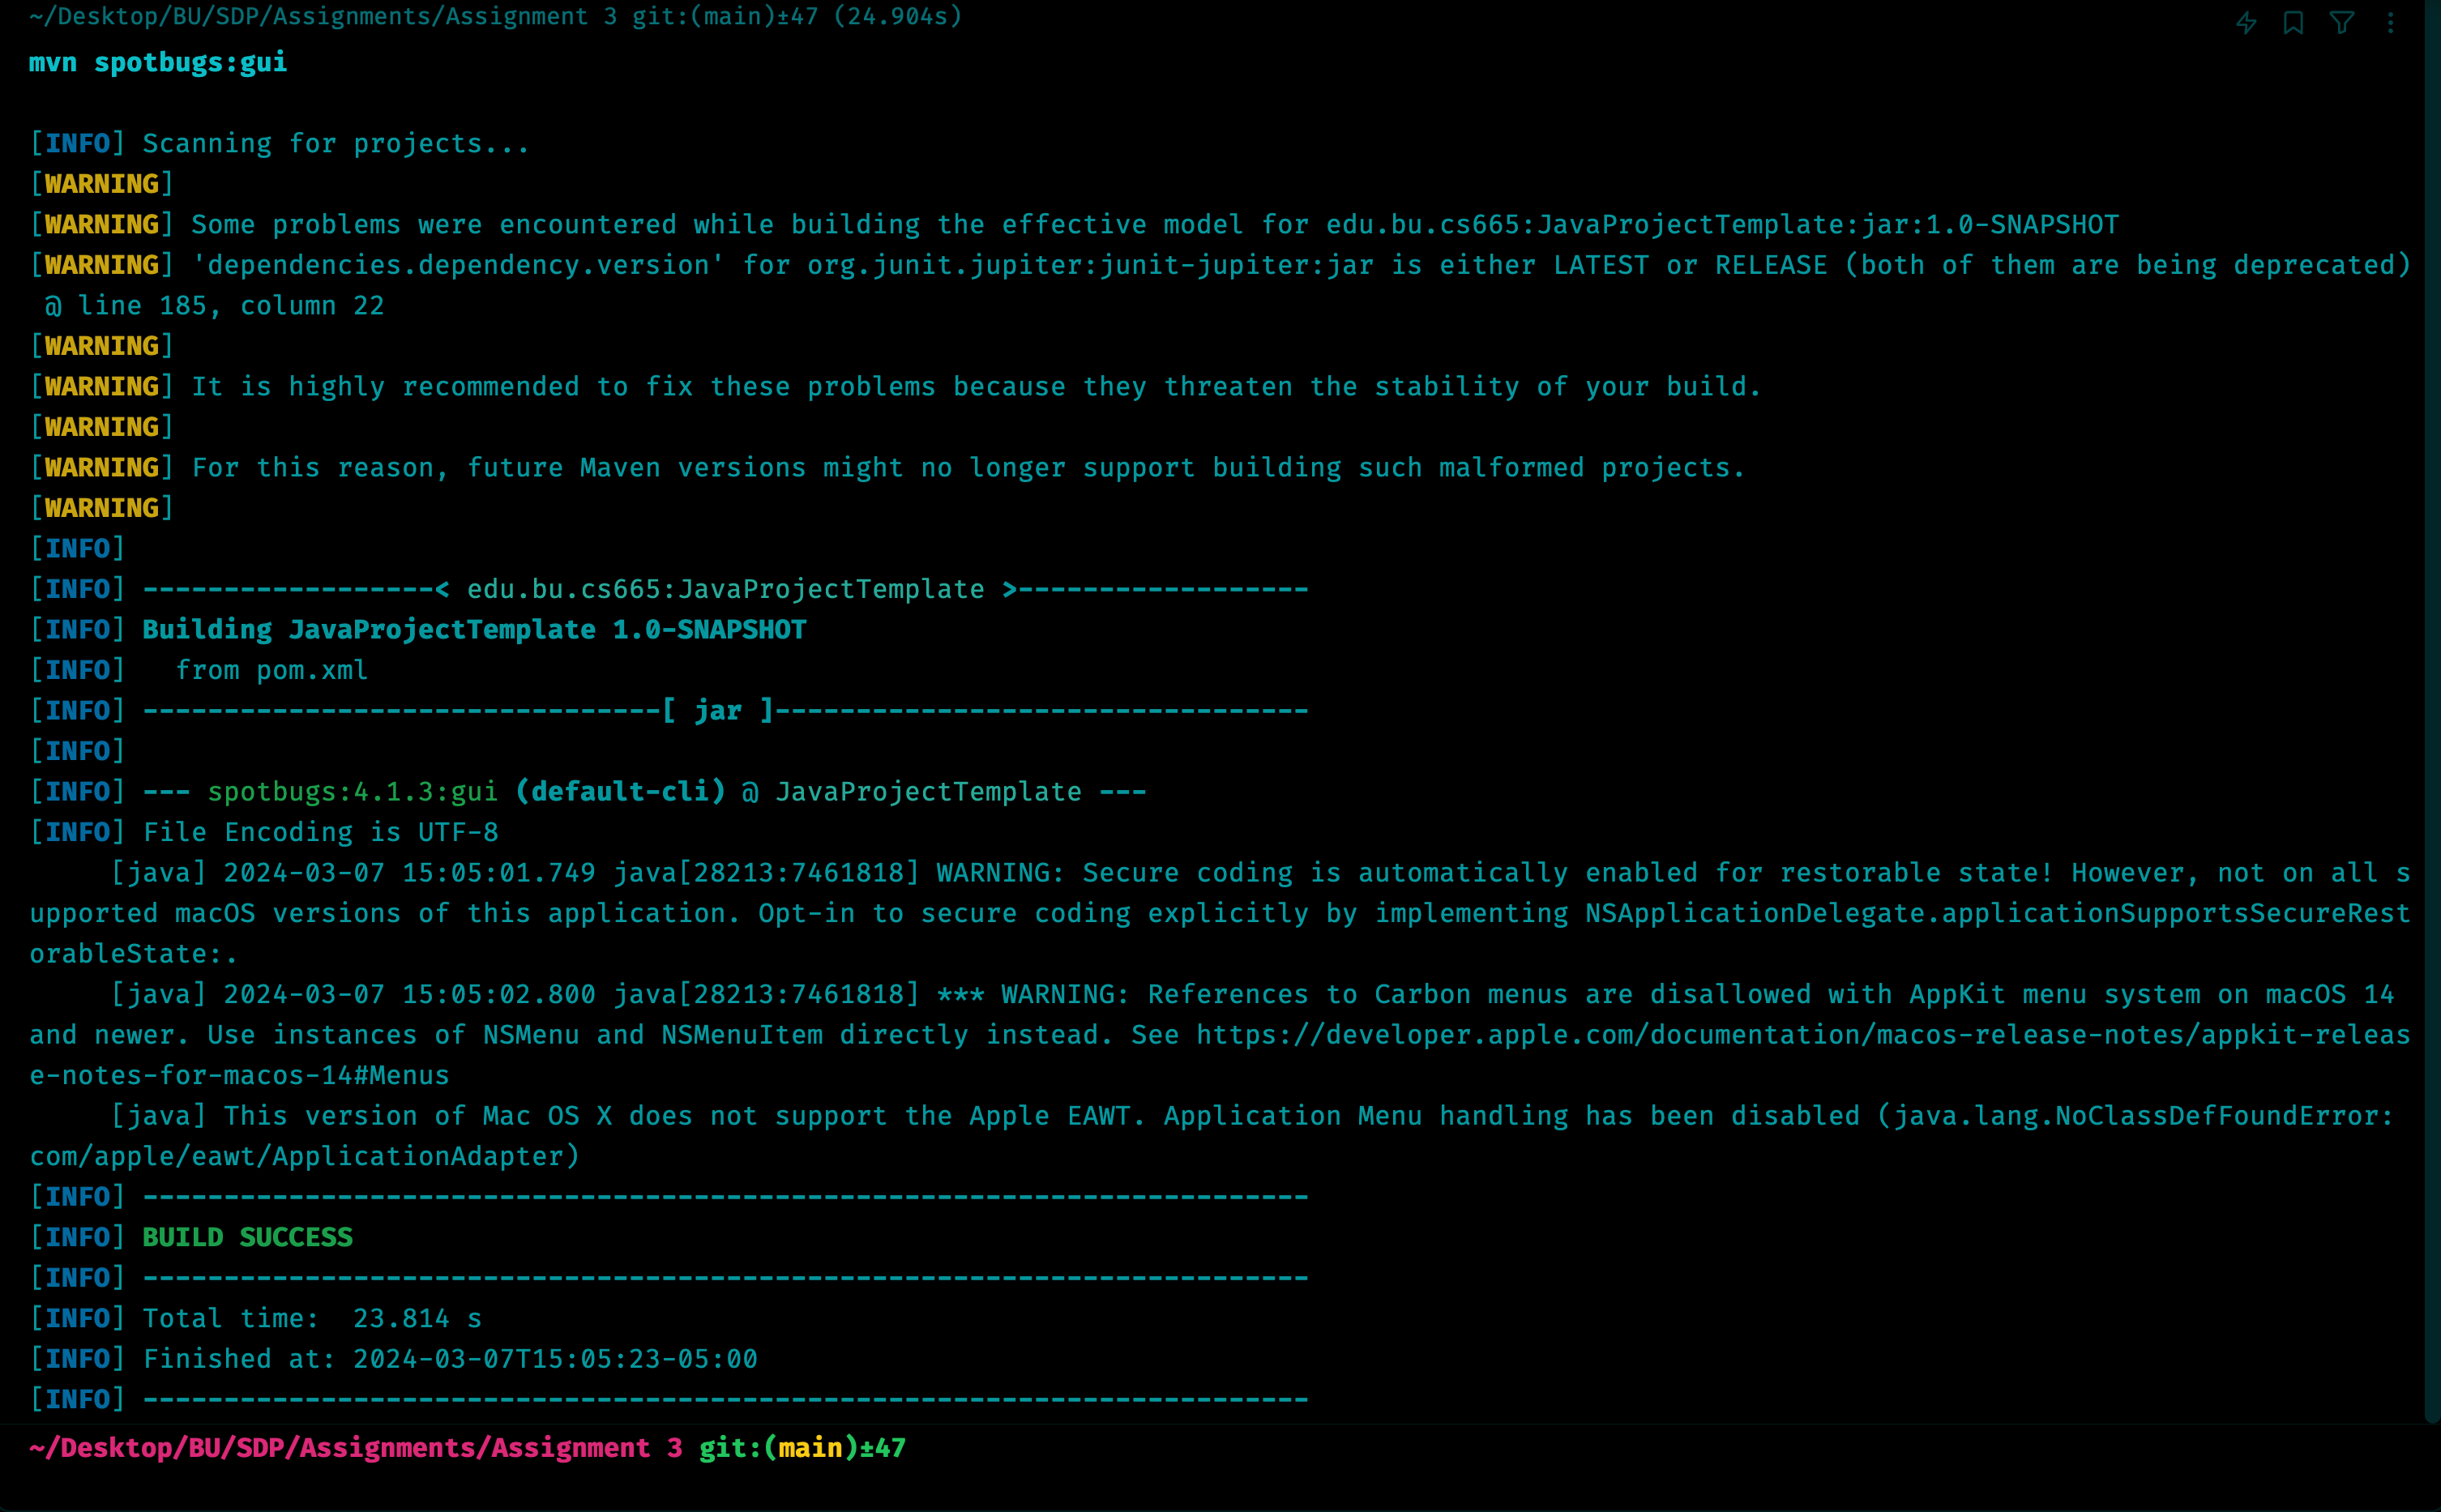 ~/Desktop/BU/SDP/Assignments/Assignment 3 git:(main)±47 (24.904s)
mvn spotbugs:gui
[INFO] Scanning for projects...
[WARNING]
[WARNING] Some problems were encountered while building the effective model for edu.bu.cs665:JavaProjectTemplate:jar:1.0-SNAPSHOT
[WARNING] 'dependencies.dependency.version' for org.junit.jupiter:junit-jupiter:jar is either LATEST or RELEASE (both of them are being deprecated)
 @ line 185, column 22
[WARNING]
[WARNING] It is highly recommended to fix these problems because they threaten the stability of your build.
[WARNING]
[WARNING] For this reason, future Maven versions might no longer support building such malformed projects.
[WARNING]
[INFO]
[INFO] ------------------< edu.bu.cs665:JavaProjectTemplate >------------------
[INFO] Building JavaProjectTemplate 1.0-SNAPSHOT
[INFO]   from pom.xml
[INFO] --------------------------------[ jar ]---------------------------------
[INFO]
[INFO] --- spotbugs:4.1.3:gui (default-cli) @ JavaProjectTemplate ---
[INFO] File Encoding is UTF-8
     [java] 2024-03-07 15:05:01.749 java[28213:7461818] WARNING: Secure coding is automatically enabled for restorable state! However, not on all s
upported macOS versions of this application. Opt-in to secure coding explicitly by implementing NSApplicationDelegate.applicationSupportsSecureRest
orableState:.
     [java] 2024-03-07 15:05:02.800 java[28213:7461818] *** WARNING: References to Carbon menus are disallowed with AppKit menu system on macOS 14
and newer. Use instances of NSMenu and NSMenuItem directly instead. See https://developer.apple.com/documentation/macos-release-notes/appkit-releas
e-notes-for-macos-14#Menus
     [java] This version of Mac OS X does not support the Apple EAWT. Application Menu handling has been disabled (java.lang.NoClassDefFoundError:
com/apple/eawt/ApplicationAdapter)
[INFO] ------------------------------------------------------------------------
[INFO] BUILD SUCCESS
[INFO] ------------------------------------------------------------------------
[INFO] Total time:  23.814 s
[INFO] Finished at: 2024-03-07T15:05:23-05:00
[INFO] ------------------------------------------------------------------------
~/Desktop/BU/SDP/Assignments/Assignment 3 git:(main)±47